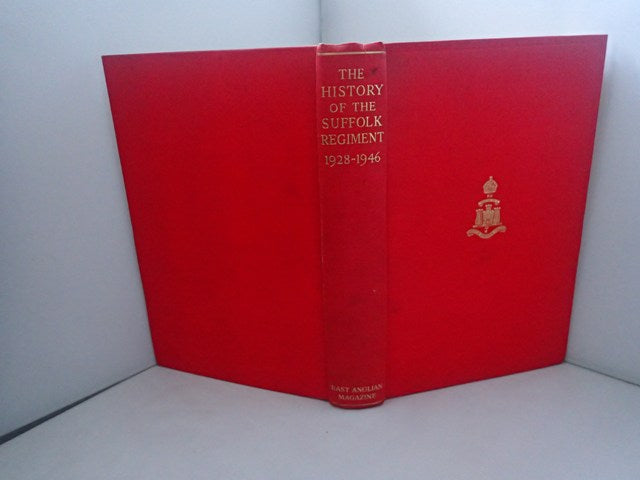 THE
HISTORY
OF THE
SUFFOLK
REGIMENT
1928-1946
EAST ANGLIAN
MAGAZINE